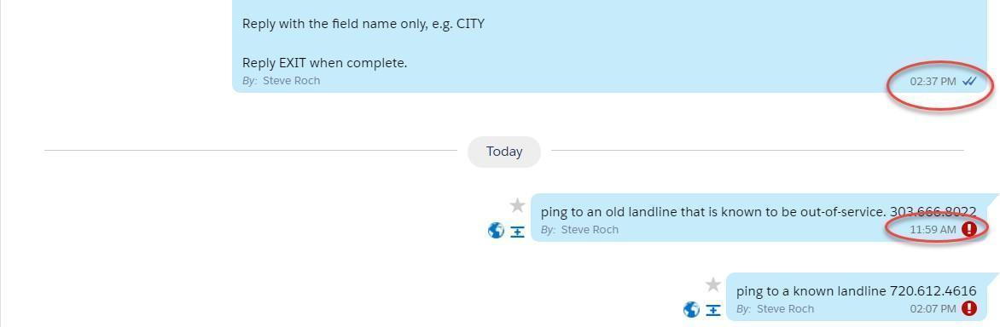 Reply with the field name only, e.g. CITY
Reply EXIT when complete.
By: Steve Roch 02:37 PM
Today
ping to an old landline that is known to be out-of-service. 303.666.8022
By: Steve Roch 11:59 AM
ping to a known landline 720.612.4616
By: Steve Roch 02:07 PM